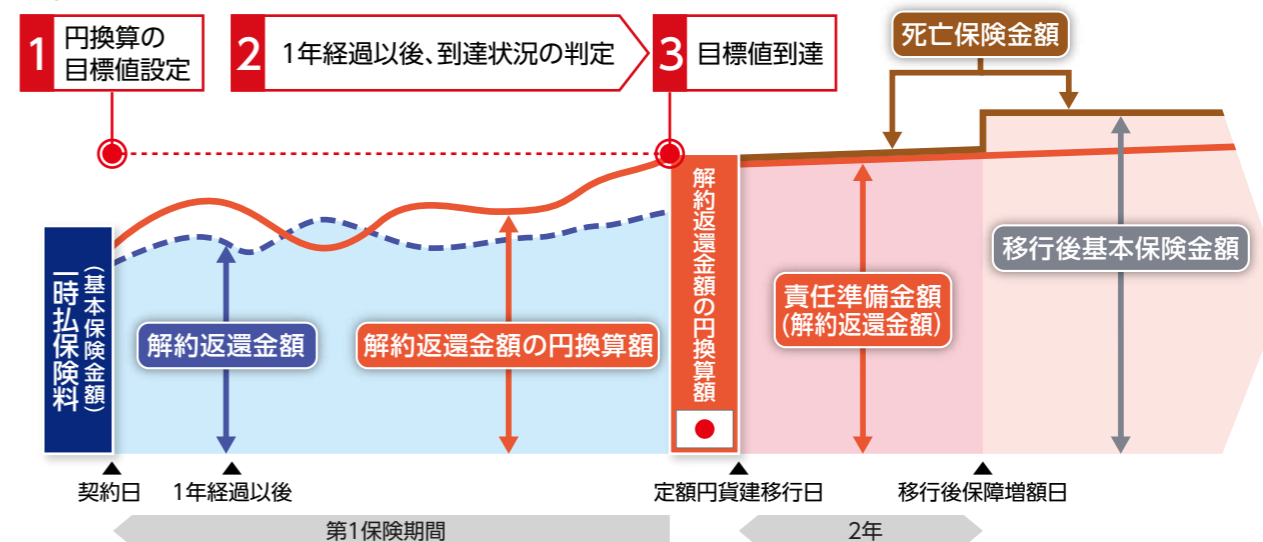 1
円換算の
目標値設定
2
1年経過以後、到達状況の判定
3
目標値到達
死亡保険金額
一時払保険料
(基本保険金額)
解約返還金額
解約返還金額の円換算額
解約返還金額の円換算額
責任準備金額
(解約返還金額)
移行後基本保険金額
契約日
1年経過以後
定額円貨建移行日
移行後保障増額日
第1保険期間
2年